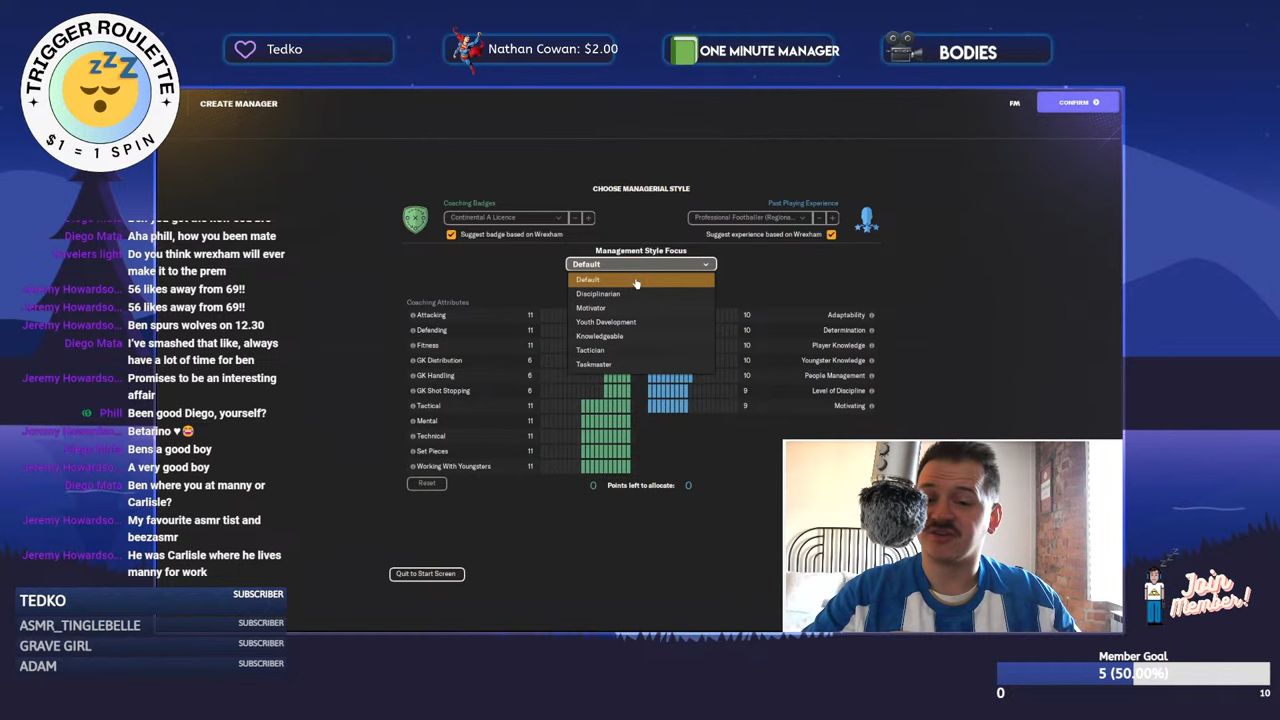 TRIGGER ROULETTE
zzz
$1 = 1 SPIN
Tedko
Nathan Cowan: $2.00
ONE MINUTE MANAGER
BODIES
CREATE MANAGER
FM
CONFIRM
CHOOSE MANAGERIAL STYLE
Coaching Badges
Past Playing Experience
Continental A Licence
Professional Footballer (Regiona...
Suggest badge based on Wrexham
Suggest experience based on Wrexham
Management Style Focus
Default
Default
Disciplinarian
Motivator
Youth Development
Knowledgeable
Tactician
Taskmaster
Coaching Attributes
Attacking 11
Defending 11
Fitness 11
GK Distribution 6
GK Handling 6
GK Shot Stopping 6
Tactical 11
Mental 11
Technical 11
Set Pieces 11
Working With Youngsters 11
10 Adaptability
10 Determination
10 Player Knowledge
10 Youngster Knowledge
10 People Management
9 Level of Discipline
9 Motivating
Reset
0 Points left to allocate: 0
Quit to Start Screen
Diego Mata Aha phill, how you been mate
Do you think wrexham will
ever make it to the prem
Jeremy Howardso... 56 likes away from 69!!
Jeremy Howardso... 56 likes away from 69!!
Jeremy Howardso... Ben spurs wolves on 12.30
Diego Mata I've smashed that like, always
have a lot of time for ben
Jeremy Howardso... Promises to be an interesting
affair
Phill Been good Diego, yourself?
Betarino ♥😂
Bens a good boy
Jeremy Howardso... A very good boy
Diego Mata Ben where you at manny or
Carlisle?
Jeremy Howardso... My favourite asmr tist and
beezasmr
Jeremy Howardso... He was Carlisle where he lives
manny for work
TEDKO SUBSCRIBER
ASMR_TINGLEBELLE SUBSCRIBER
GRAVE GIRL SUBSCRIBER
ADAM SUBSCRIBER
Join
Member!
Member Goal
5 (50.00%)
0 10